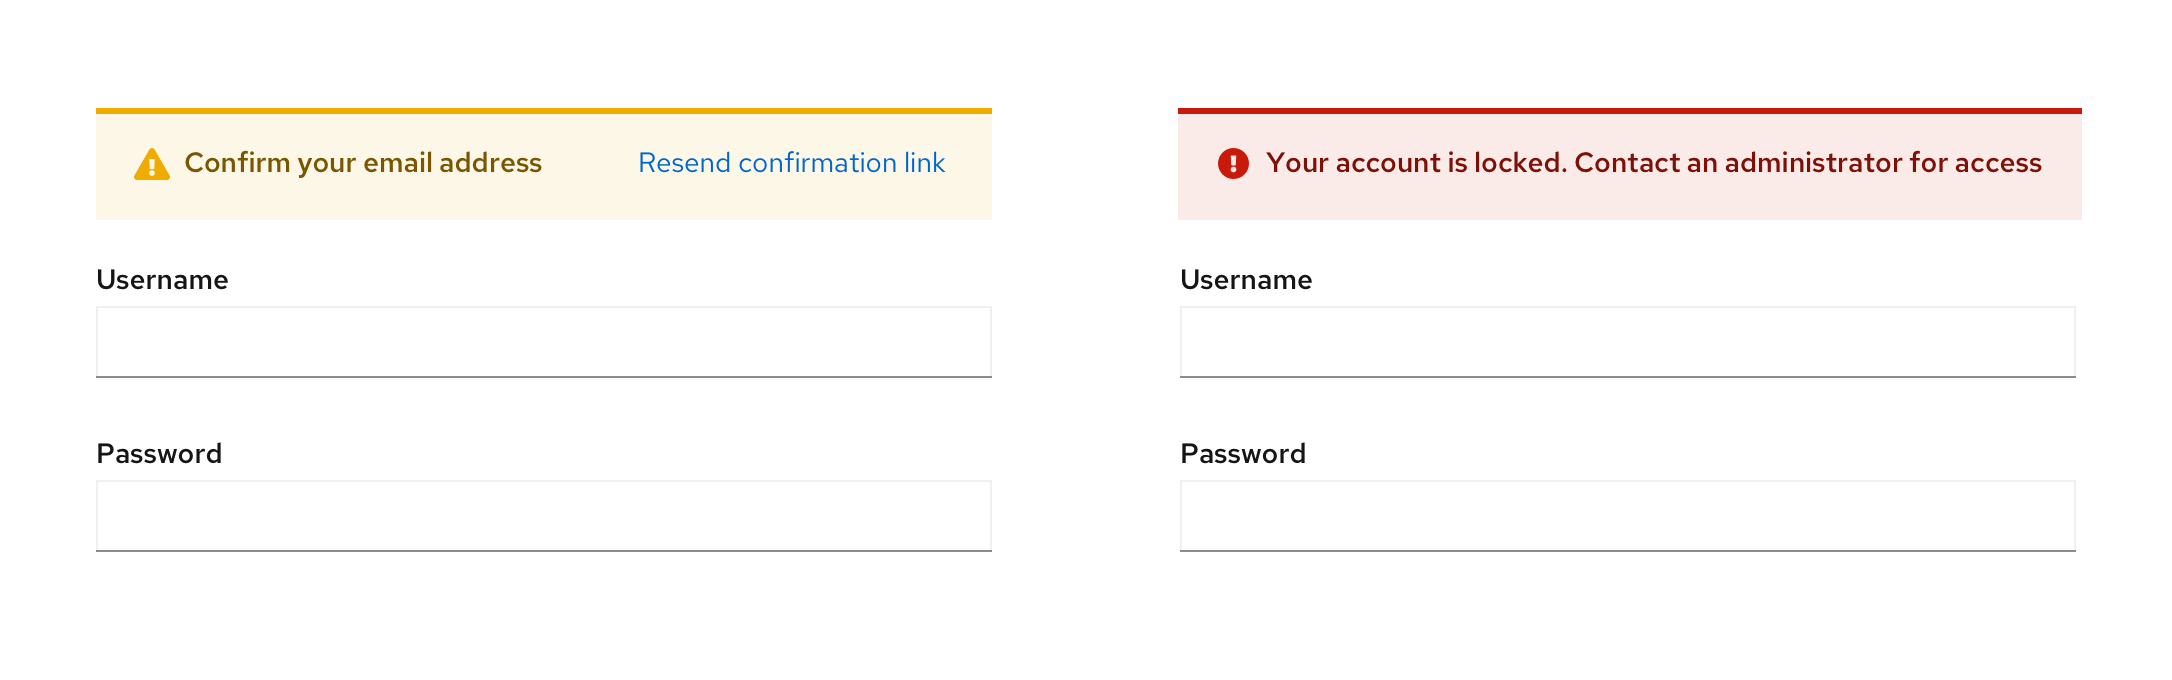 Confirm your email address Resend confirmation link
Username
Password
Your account is locked. Contact an administrator for access
Username
Password